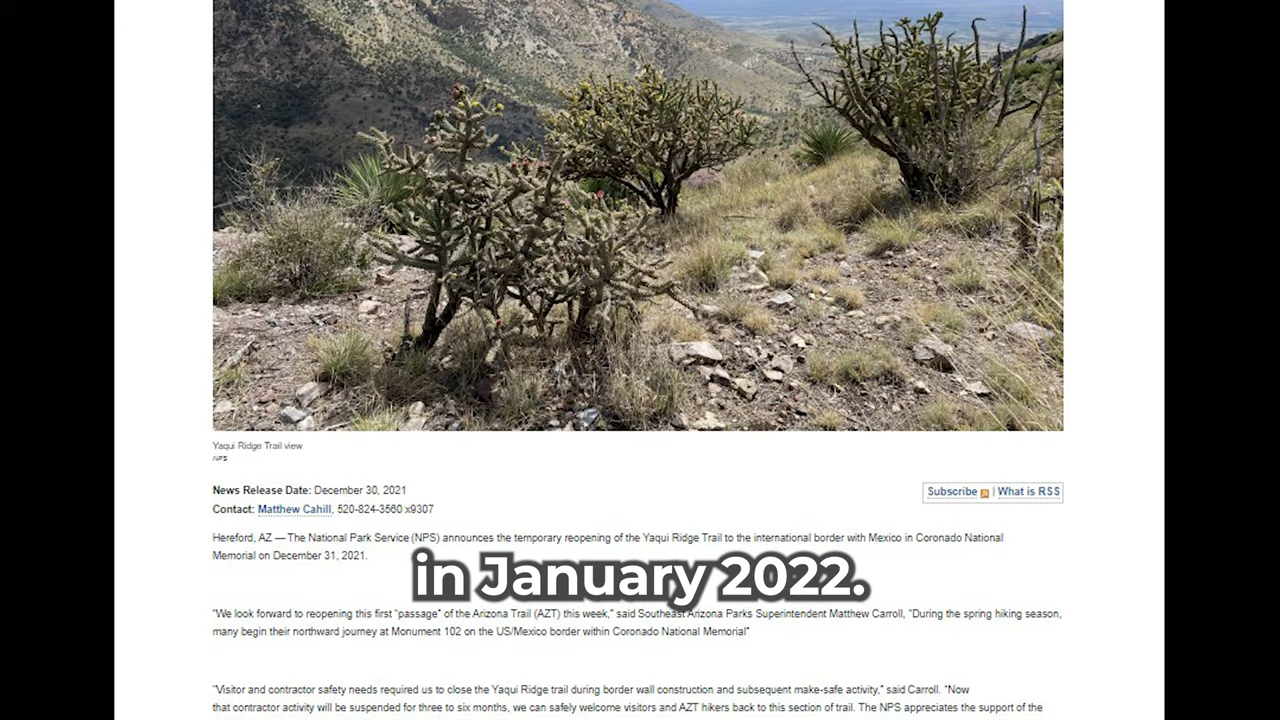 Yaqui Ridge Trail view
NPS
News Release Date: December 30, 2021
Subscribe | What is RSS
Contact: Matthew Cahill, 520-824-3560 x9307
Hereford, AZ — The National Park Service (NPS) announces the temporary reopening of the Yaqui Ridge Trail to the international border with Mexico in Coronado National
Memorial on December 31, 2021.
in January 2022.
"We look forward to reopening this first "passage" of the Arizona Trail (AZT) this week," said Southeast Arizona Parks Superintendent Matthew Carroll, "During the spring hiking season,
many begin their northward journey at Monument 102 on the US/Mexico border within Coronado National Memorial"
"Visitor and contractor safety needs required us to close the Yaqui Ridge trail during border wall construction and subsequent make-safe activity," said Carroll. "Now
that contractor activity will be suspended for three to six months, we can safely welcome visitors and AZT hikers back to this section of trail. The NPS appreciates the support of the